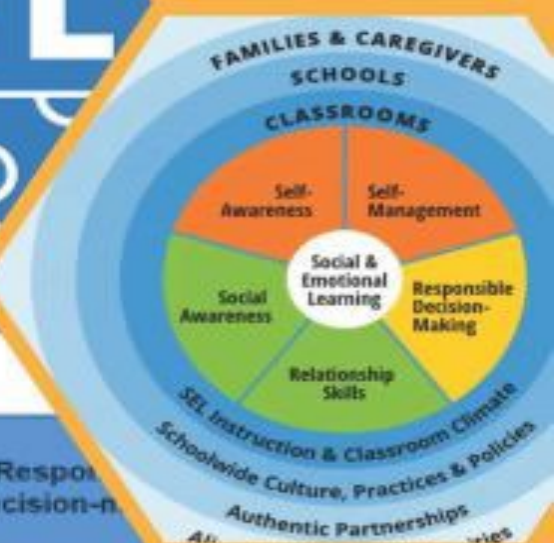 FAMILIES & CAREGIVERS
SCHOOLS
CLASSROOMS
Self-
Awareness
Self-
Management
Social &
Emotional
Learning
Social
Awareness
Responsible
Decision-
Making
Relationship
Skills
SEL Instruction & Classroom Climate
Schoolwide Culture, Practices & Policies
Authentic Partnerships